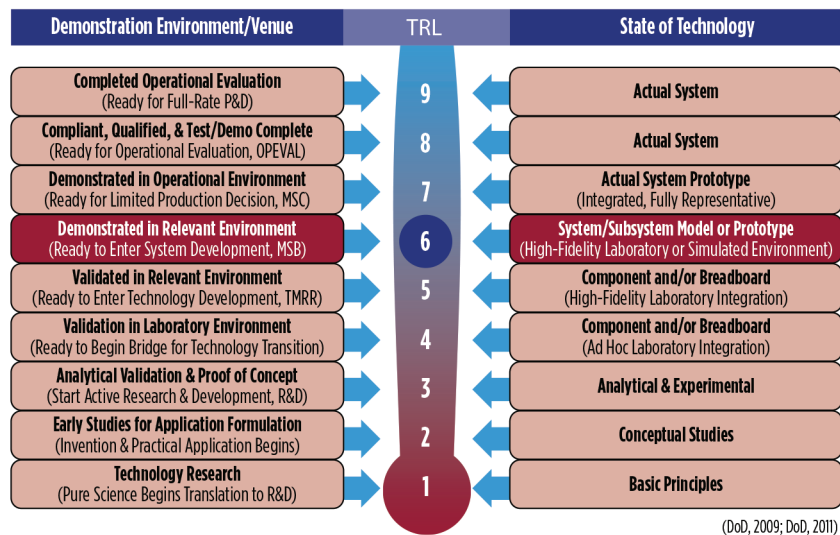 Demonstration Environment/Venue TRL State of Technology
Completed Operational Evaluation
(Ready for Full-Rate P&D)
9
Actual System
Compliant, Qualified, & Test/Demo Complete
(Ready for Operational Evaluation, OPEVAL)
8
Actual System
Demonstrated in Operational Environment
(Ready for Limited Production Decision, MSC)
7
Actual System Prototype
(Integrated, Fully Representative)
Demonstrated in Relevant Environment
(Ready to Enter System Development, MSB)
6
System/Subsystem Model or Prototype
(High-Fidelity Laboratory or Simulated Environment)
Validated in Relevant Environment
(Ready to Enter Technology Development, TMRR)
5
Component and/or Breadboard
(High-Fidelity Laboratory Integration)
Validation in Laboratory Environment
(Ready to Begin Bridge for Technology Transition)
4
Component and/or Breadboard
(Ad Hoc Laboratory Integration)
Analytical Validation & Proof of Concept
(Start Active Research & Development, R&D)
3
Analytical & Experimental
Early Studies for Application Formulation
(Invention & Practical Application Begins)
2
Conceptual Studies
Technology Research
(Pure Science Begins Translation to R&D)
1
Basic Principles
(DoD, 2009; DoD, 2011)